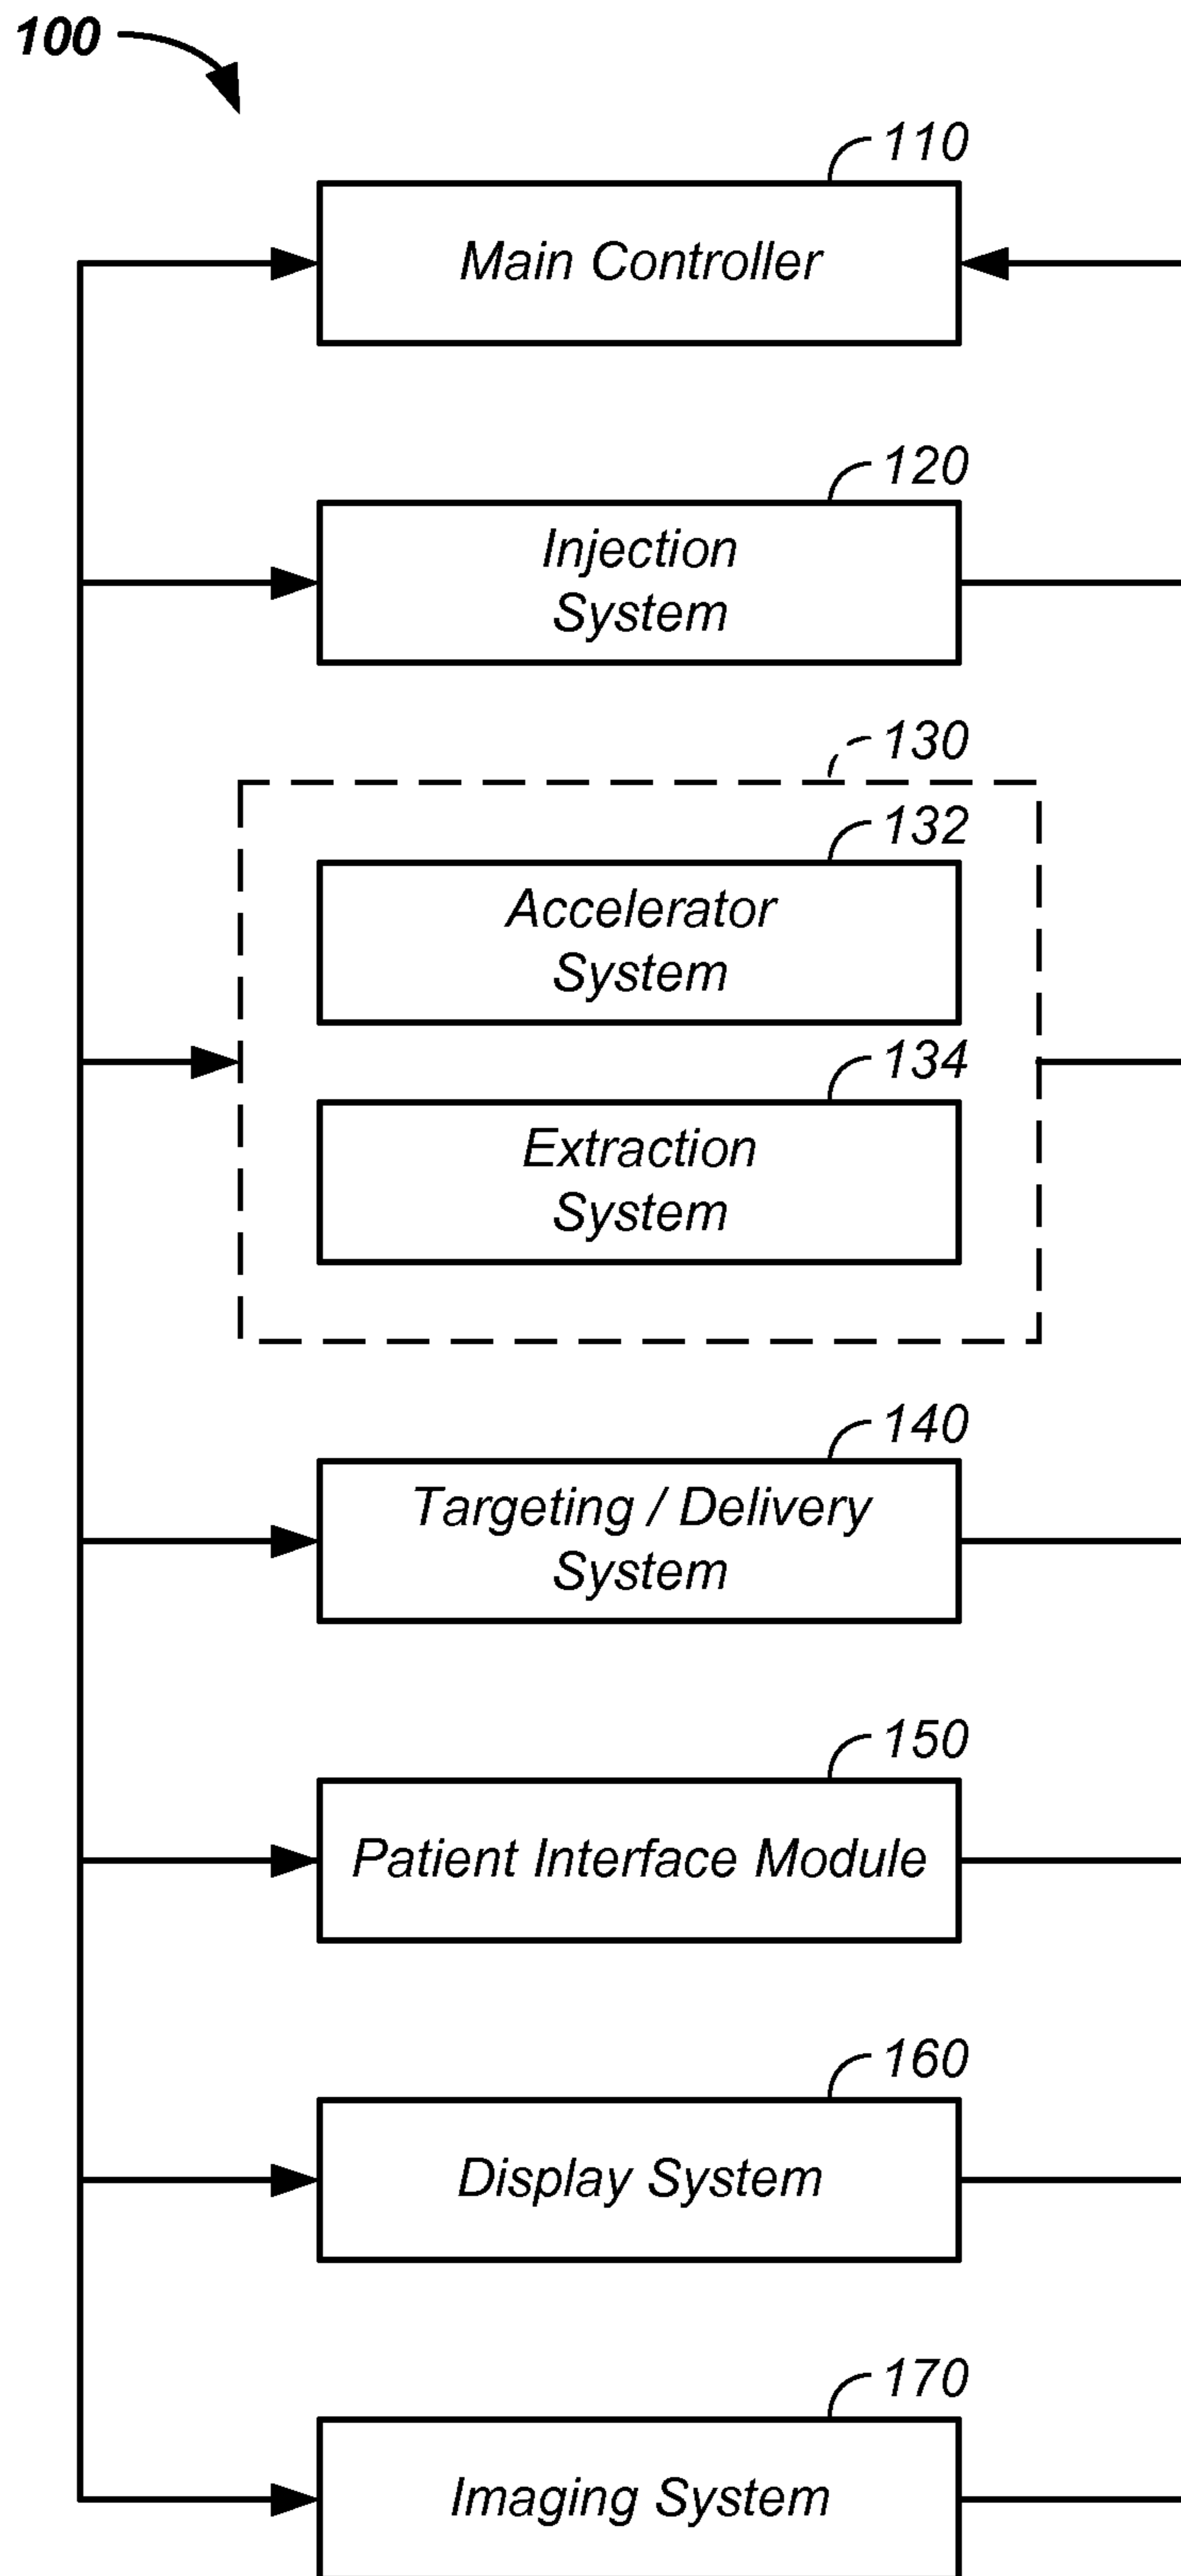 100
110
Main Controller
120
Injection
System
130
132
Accelerator
System
134
Extraction
System
140
Targeting / Delivery
System
150
Patient Interface Module
160
Display System
170
Imaging System